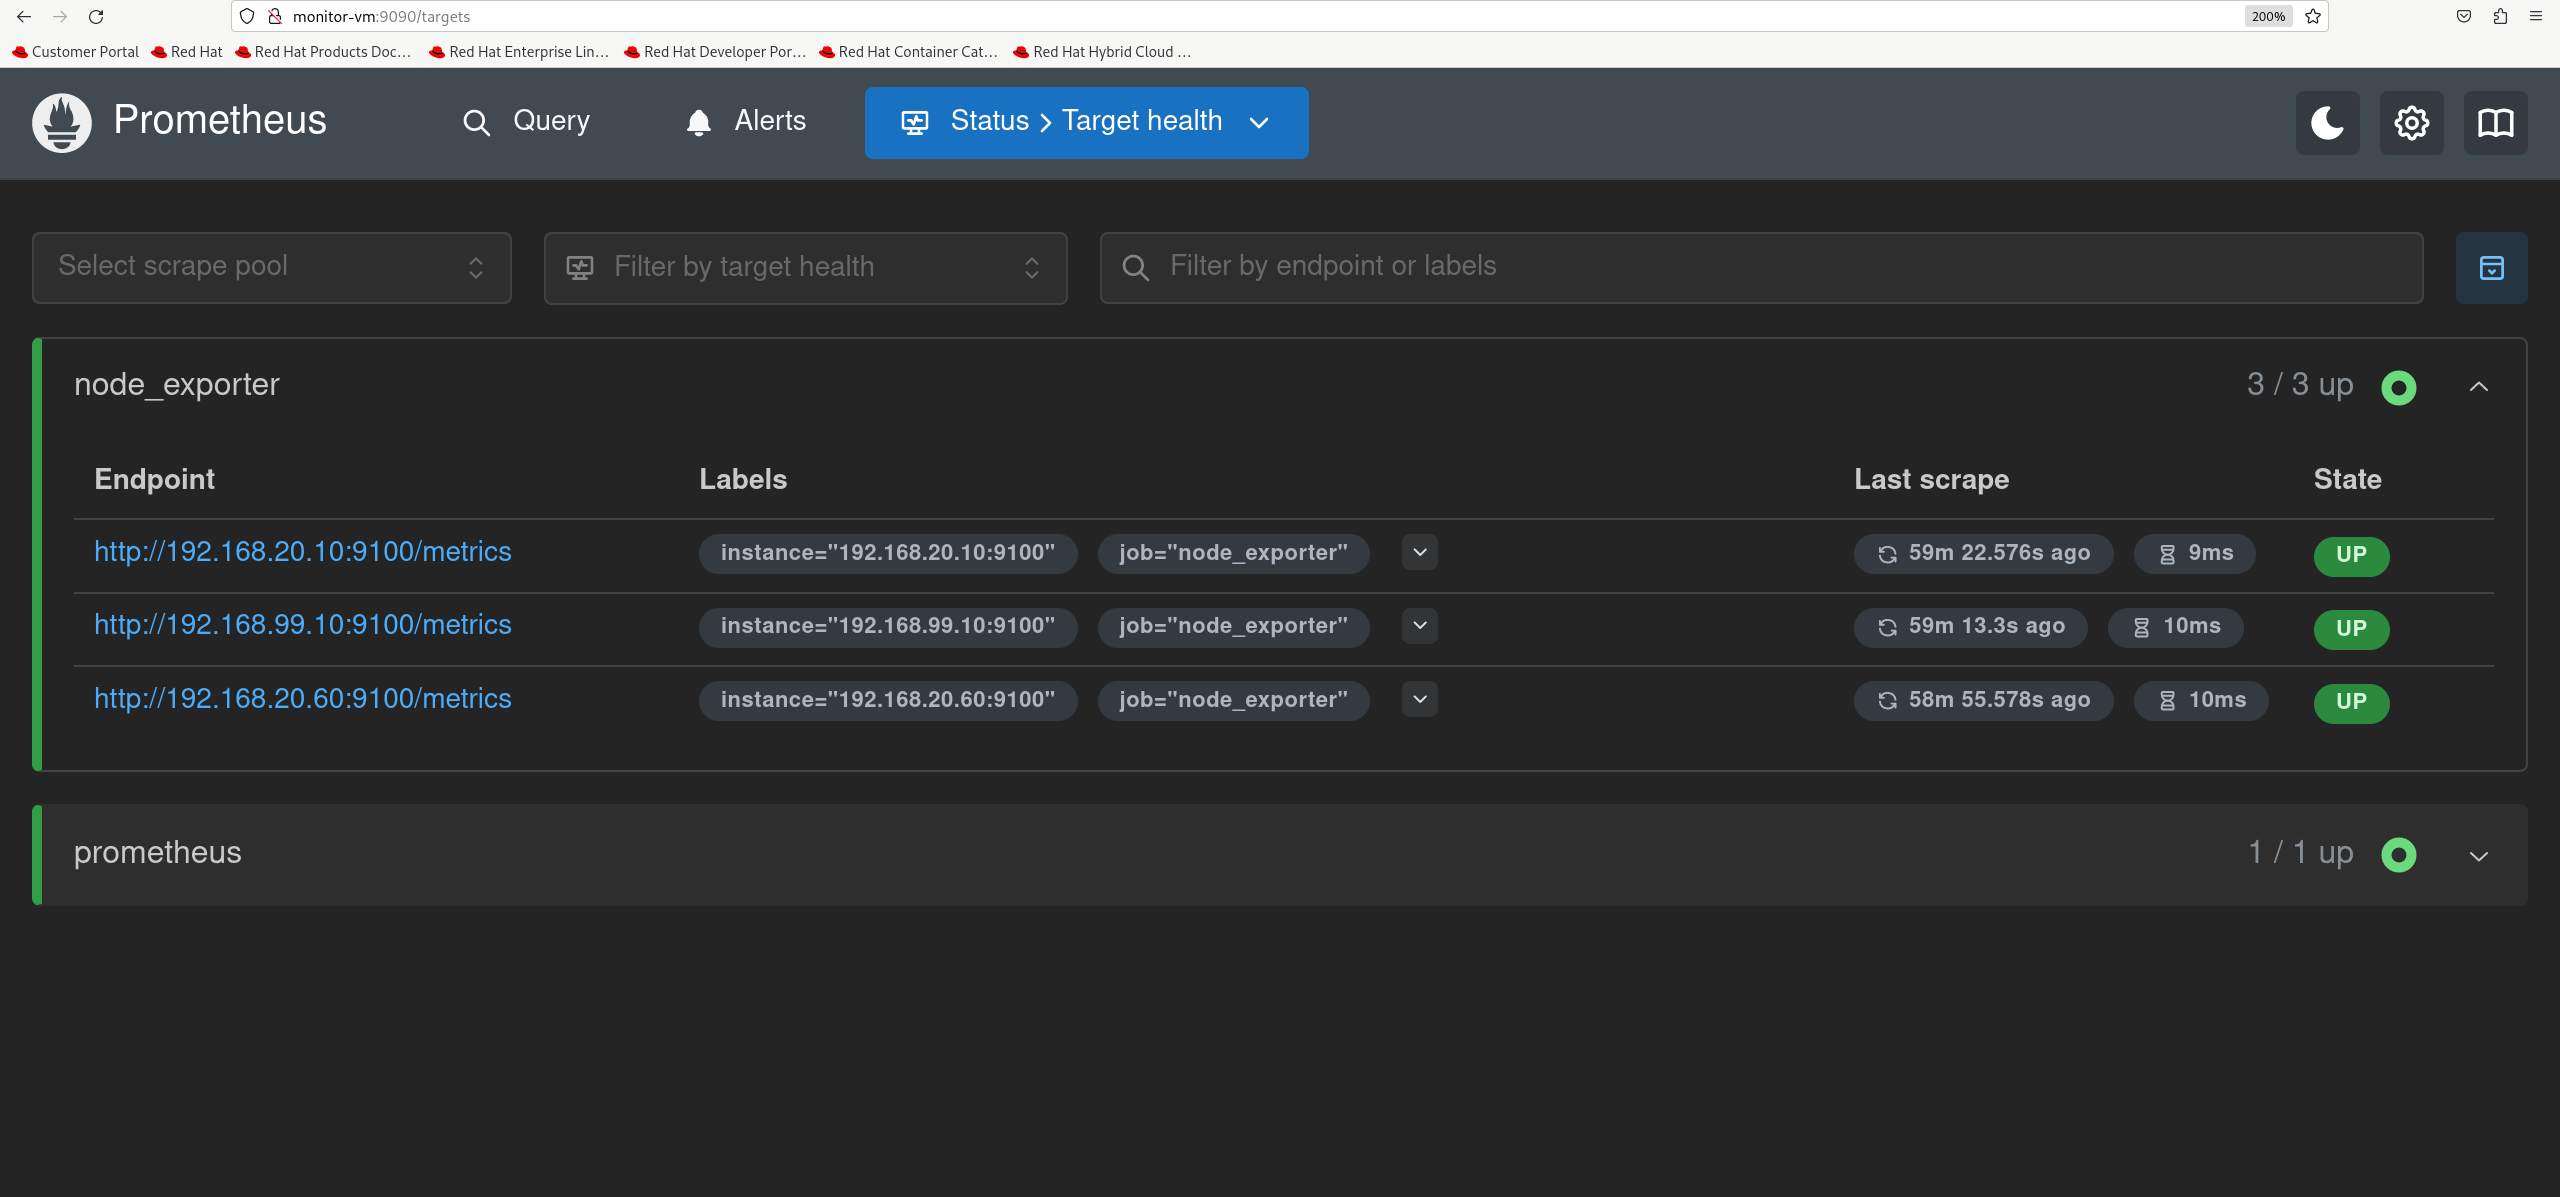 monitor-vm:9090/targets 200%
Customer Portal Red Hat Red Hat Products Doc… Red Hat Enterprise Lin… Red Hat Developer Por… Red Hat Container Cat… Red Hat Hybrid Cloud …
Prometheus Query Alerts Status > Target health
Select scrape pool Filter by target health Filter by endpoint or labels
node_exporter 3 / 3 up
Endpoint Labels Last scrape State
http://192.168.20.10:9100/metrics instance="192.168.20.10:9100" job="node_exporter" 59m 22.576s ago 9ms UP
http://192.168.99.10:9100/metrics instance="192.168.99.10:9100" job="node_exporter" 59m 13.3s ago 10ms UP
http://192.168.20.60:9100/metrics instance="192.168.20.60:9100" job="node_exporter" 58m 55.578s ago 10ms UP
prometheus 1 / 1 up